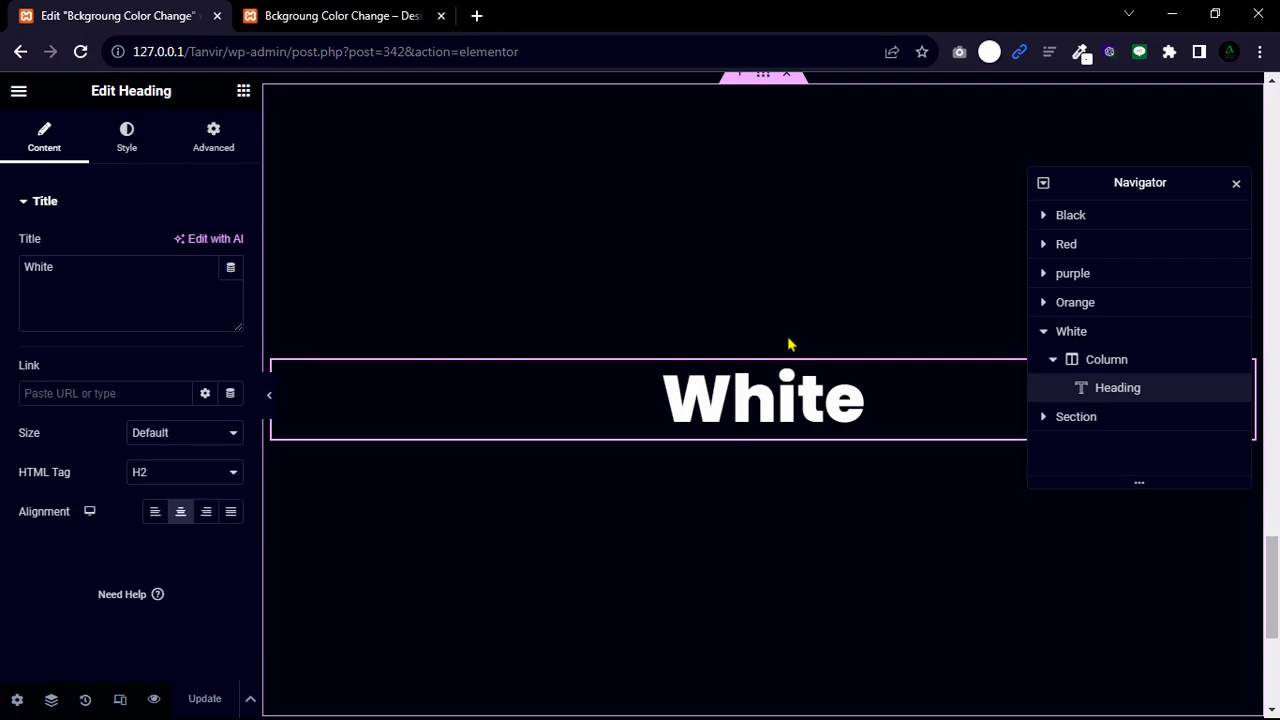 Edit "Bckgroung Color Change"
Bckgroung Color Change – Desi
127.0.0.1/Tanvir/wp-admin/post.php?post=342&action=elementor
Edit Heading
Content
Style
Advanced
Title
Title
Edit with AI
White
Link
Paste URL or type
Size
Default
HTML Tag
H2
Alignment
Need Help
Update
White
Navigator
Black
Red
purple
Orange
White
Column
Heading
Section